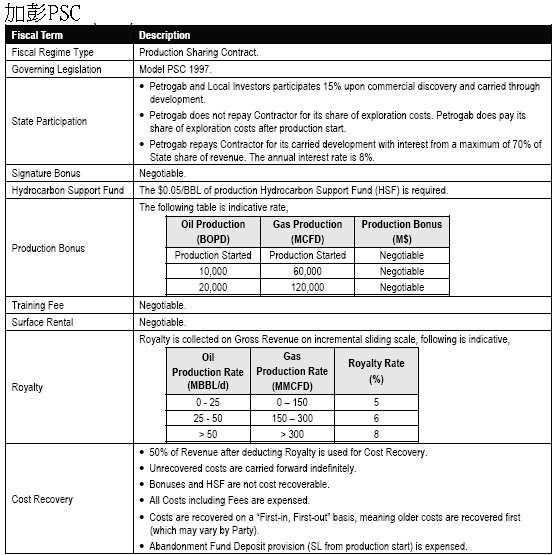 加彭PSC
Fiscal Term Description
Fiscal Regime Type Production Sharing Contract.
Governing Legislation Model PSC 1997.
State Participation
• Petrogab and Local Investors participates 15% upon commercial discovery and carried through
development.
• Petrogab does not repay Contractor for its share of exploration costs. Petrogab does pay its
share of exploration costs after production start.
• Petrogab repays Contractor for its carried development with interest from a maximum of 70% of
State share of revenue. The annual interest rate is 8%.
Signature Bonus Negotiable.
Hydrocarbon Support Fund The $0.05/BBL of production Hydrocarbon Support Fund (HSF) is required.
Production Bonus
The following table is indicative rate,
Oil Production Gas Production Production Bonus
(BOPD) (MCFD) (M$)
Production Started Production Started Negotiable
10,000 60,000 Negotiable
20,000 120,000 Negotiable
Training Fee Negotiable.
Surface Rental Negotiable.
Royalty
Royalty is collected on Gross Revenue on incremental sliding scale, following is indicative,
Oil
Production Rate
(MBBL/d)
Gas
Production Rate
(MMCFD)
Royalty Rate
(%)
0 - 25 0 – 150 5
25 - 50 150 – 300 6
> 50 > 300 8
Cost Recovery
• 50% of Revenue after deducting Royalty is used for Cost Recovery.
• Unrecovered costs are carried forward indefinitely.
• Bonuses and HSF are not cost recoverable.
• All Costs including Fees are expensed.
• Costs are recovered on a “First-in, First-out” basis, meaning older costs are recovered first
(which may vary by Party).
• Abandonment Fund Deposit provision (SL from production start) is expensed.